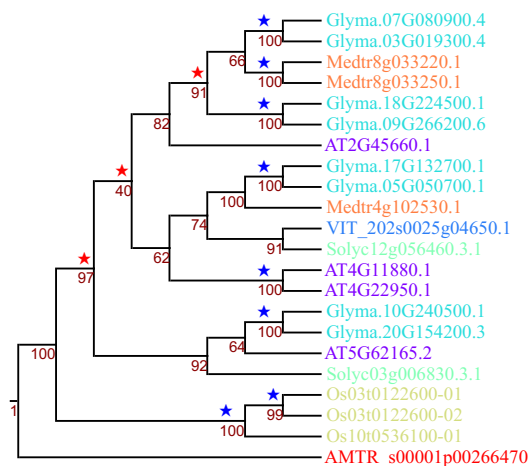 Glyma.07G080900.4
Glyma.03G019300.4
100
66
Medtr8g033220.1
Medtr8g033250.1
100
91
Glyma.18G224500.1
Glyma.09G266200.6
100
82
AT2G45660.1
40
Glyma.17G132700.1
Glyma.05G050700.1
100
100
Medtr4g102530.1
74
VIT_202s0025g04650.1
Solyc12g056460.3.1
91
62
AT4G11880.1
AT4G22950.1
100
97
Glyma.10G240500.1
Glyma.20G154200.3
100
64
AT5G62165.2
92
Solyc03g006830.3.1
100
Os03t0122600-01
Os03t0122600-02
99
100
Os10t0536100-01
1
AMTR_s00001p00266470